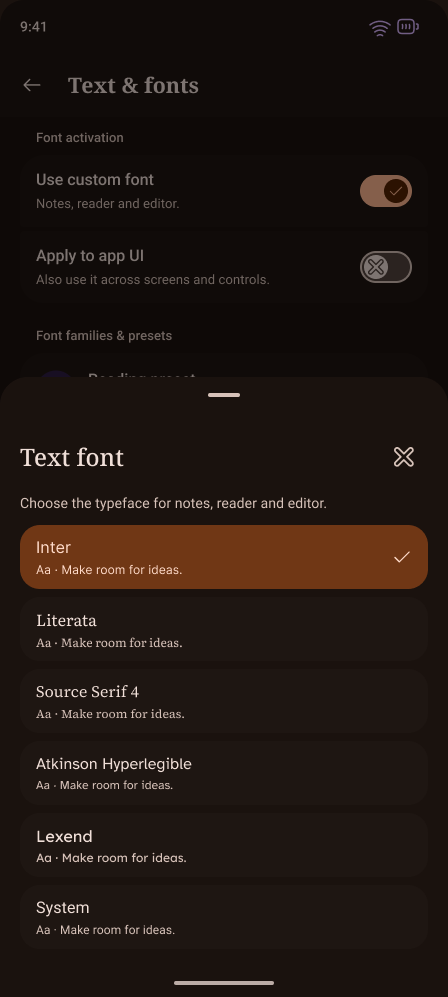 9:41
Text & fonts
Font activation
Use custom font
Notes, reader and editor.
Apply to app UI
Also use it across screens and controls.
Font families & presets
Reading preset
Text font
Choose the typeface for notes, reader and editor.
Inter
Aa · Make room for ideas.
Literata
Aa · Make room for ideas.
Source Serif 4
Aa · Make room for ideas.
Atkinson Hyperlegible
Aa · Make room for ideas.
Lexend
Aa · Make room for ideas.
System
Aa · Make room for ideas.